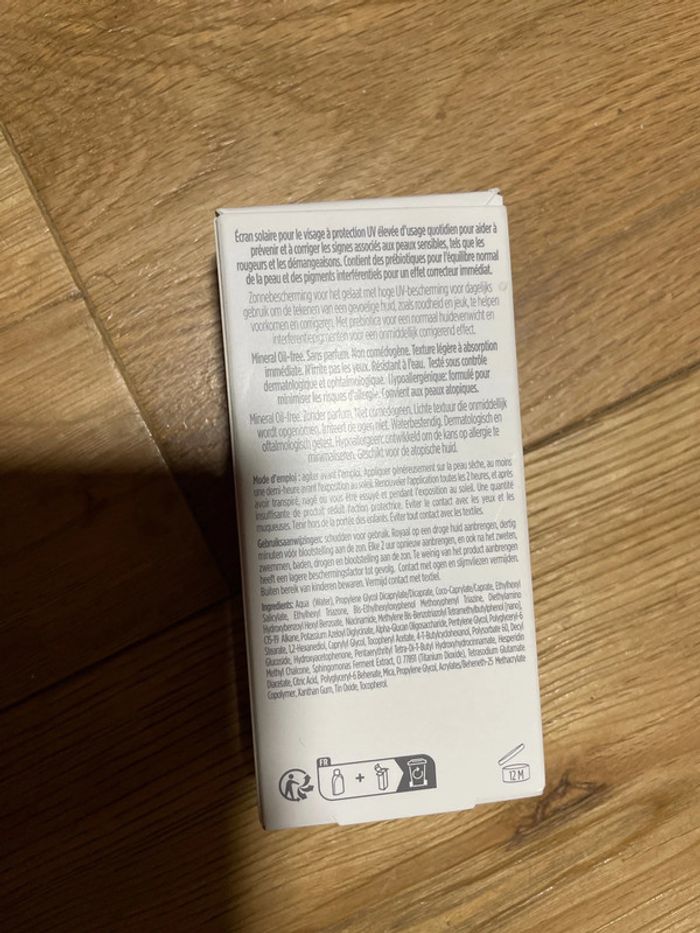 Écran solaire pour le visage à protection UV élevée d'usage quotidien pour aider à
prévenir et à corriger les signes associés aux peaux sensibles, tels que les
rougeurs et les démangeaisons. Contient des prébiotiques pour l'équilibre normal
de la peau et des pigments interférentiels pour un effet correcteur immédiat.
Zonnebescherming voor het gelaat met hoge UV-bescherming voor dagelijks
gebruik om de tekenen van een gevoelige huid, zoals roodheid en jeuk, te helpen
voorkomen en corrigeren. Met prebiotica voor een normaal huidevenwicht en
interferentiepigmenten voor een onmiddellijk corrigerend effect.
Mineral Oil-free. Sans parfum. Non comédogène. Texture légère à absorption
immédiate. N'irrite pas les yeux. Résistant à l'eau. Testé sous contrôle
dermatologique et ophtalmologique. Hypoallergénique: formulé pour
minimiser les risques d'allergie. Convient aux peaux atopiques.
Mineral Oil-free. Zonder parfum. Niet comedogeen. Lichte textuur die onmiddellijk
wordt opgenomen. Irriteert de ogen niet. Waterbestendig. Dermatologisch en
oftalmologisch getest. Hypoallergeen: ontwikkeld om de kans op allergie te
minimaliseren. Geschikt voor de atopische huid.
Mode d'emploi : agiter avant l'emploi. Appliquer généreusement sur la peau sèche, au moins
une demi-heure avant l'exposition au soleil. Renouveler l'application toutes les 2 heures, et après
avoir transpiré, nagé ou vous être essuyé et pendant l'exposition au soleil. Une quantité
insuffisante de produit réduit l'action protectrice. Eviter le contact avec les yeux et les
muqueuses. Tenir hors de la portée des enfants. Éviter tout contact avec les textiles.
Gebruiksaanwijzingen: schudden voor gebruik. Royaal op een droge huid aanbrengen, dertig
minuten vóór blootstelling aan de zon. Elke 2 uur opnieuw aanbrengen, en ook na het zweten,
zwemmen, baden, drogen en blootstelling aan de zon. Te weinig van het product aanbrengen
heeft een lagere beschermingsfactor tot gevolg. Contact met ogen en slijmvliezen vermijden.
Buiten bereik van kinderen bewaren. Vermijd contact met textiel.
Ingredients: Aqua (Water), Propylene Glycol Dicaprylate/Dicaprate, Coco-Caprylate/Caprate, Ethylhexyl
Salicylate, Ethylhexyl Triazone, Bis-Ethylhexyloxyphenol Methoxyphenyl Triazine, Diethylamino
Hydroxybenzoyl Hexyl Benzoate, Niacinamide, Methylene Bis-Benzotriazolyl Tetramethylbutylphenol [nano],
C15-19 Alkane, Potassium Azeloyl Diglycinate, Alpha-Glucan Oligosaccharide, Pentylene Glycol, Polyglyceryl-6
Stearate, 1,2-Hexanediol, Caprylyl Glycol, Tocopheryl Acetate, 4-T-Butylcyclohexanol, Polysorbate 60, Decyl
Glucoside, Hydroxyacetophenone, Pentaerythrityl Tetra-Di-T-Butyl Hydroxyhydrocinnamate, Hesperidin
Methyl Chalcone, Sphingomonas Ferment Extract, CI 77891 (Titanium Dioxide), Tetrasodium Glutamate
Diacetate, Citric Acid, Polyglyceryl-6 Behenate, Mica, Propylene Glycol, Acrylates/Beheneth-25 Methacrylate
Copolymer, Xanthan Gum, Tin Oxide, Tocopherol.
FR
+
12 M